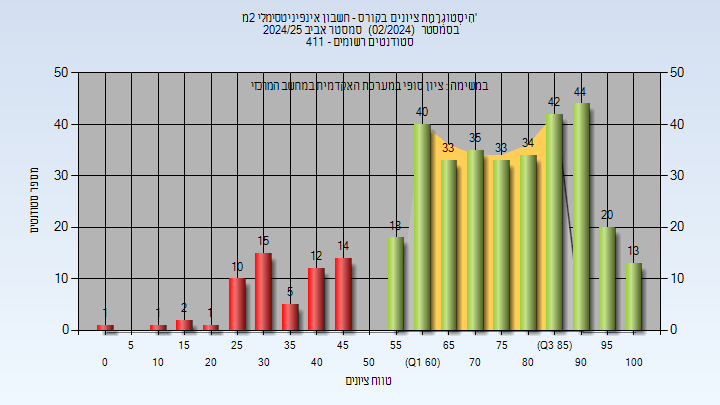 היסטוגרמת ציונים בקורס - חשבון אינפיניטסימלי 2מ'
בסמסטר (02/2024) סמסטר אביב 2024/25
סטודנטים רשומים - 411
במשימה : ציון סופי במערכת האקדמית במחשב המרכזי
מספר סטודנטים
50 50
40 40
30 30
20 20
10 10
0 0
1 1 2 1 10 15 5 12 14 18 40 33 35 33 34 42 44 20 13
5 15 25 35 45 55 65 75 (Q3 85) 95
0 10 20 30 40 50 (Q1 60) 70 80 90 100
טווח ציונים